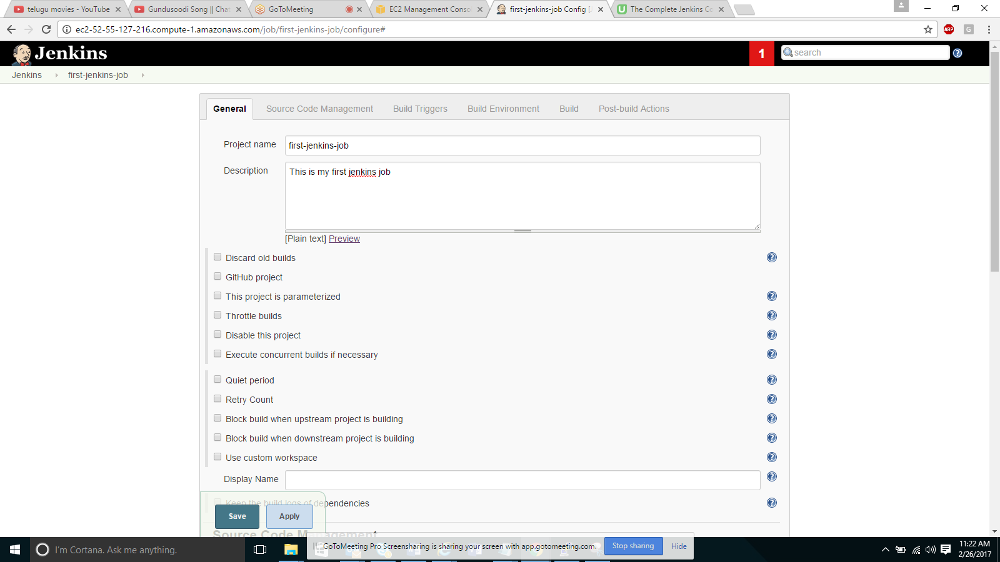 telugu movies - YouTube
Gundusoodi Song || Chat
GoToMeeting
EC2 Management Conso
first-jenkins-job Config [J
The Complete Jenkins Co
ABP
G
ec2-52-55-127-216.compute-1.amazonaws.com/job/first-jenkins-job/configure#
Jenkins
1
search
Jenkins
first-jenkins-job
General
Source Code Management
Build Triggers
Build Environment
Build
Post-build Actions
Project name
first-jenkins-job
Description
This is my first jenkins job
[Plain text] Preview
Discard old builds
GitHub project
This project is parameterized
Throttle builds
Disable this project
Execute concurrent builds if necessary
Quiet period
Retry Count
Block build when upstream project is building
Block build when downstream project is building
Use custom workspace
Display Name
Keep the build logs of dependencies
Save
Apply
Source Code Management
GoToMeeting Pro Screensharing is sharing your screen with app.gotomeeting.com.
Stop sharing
Hide
I'm Cortana. Ask me anything.
11:22 AM
2/26/2017